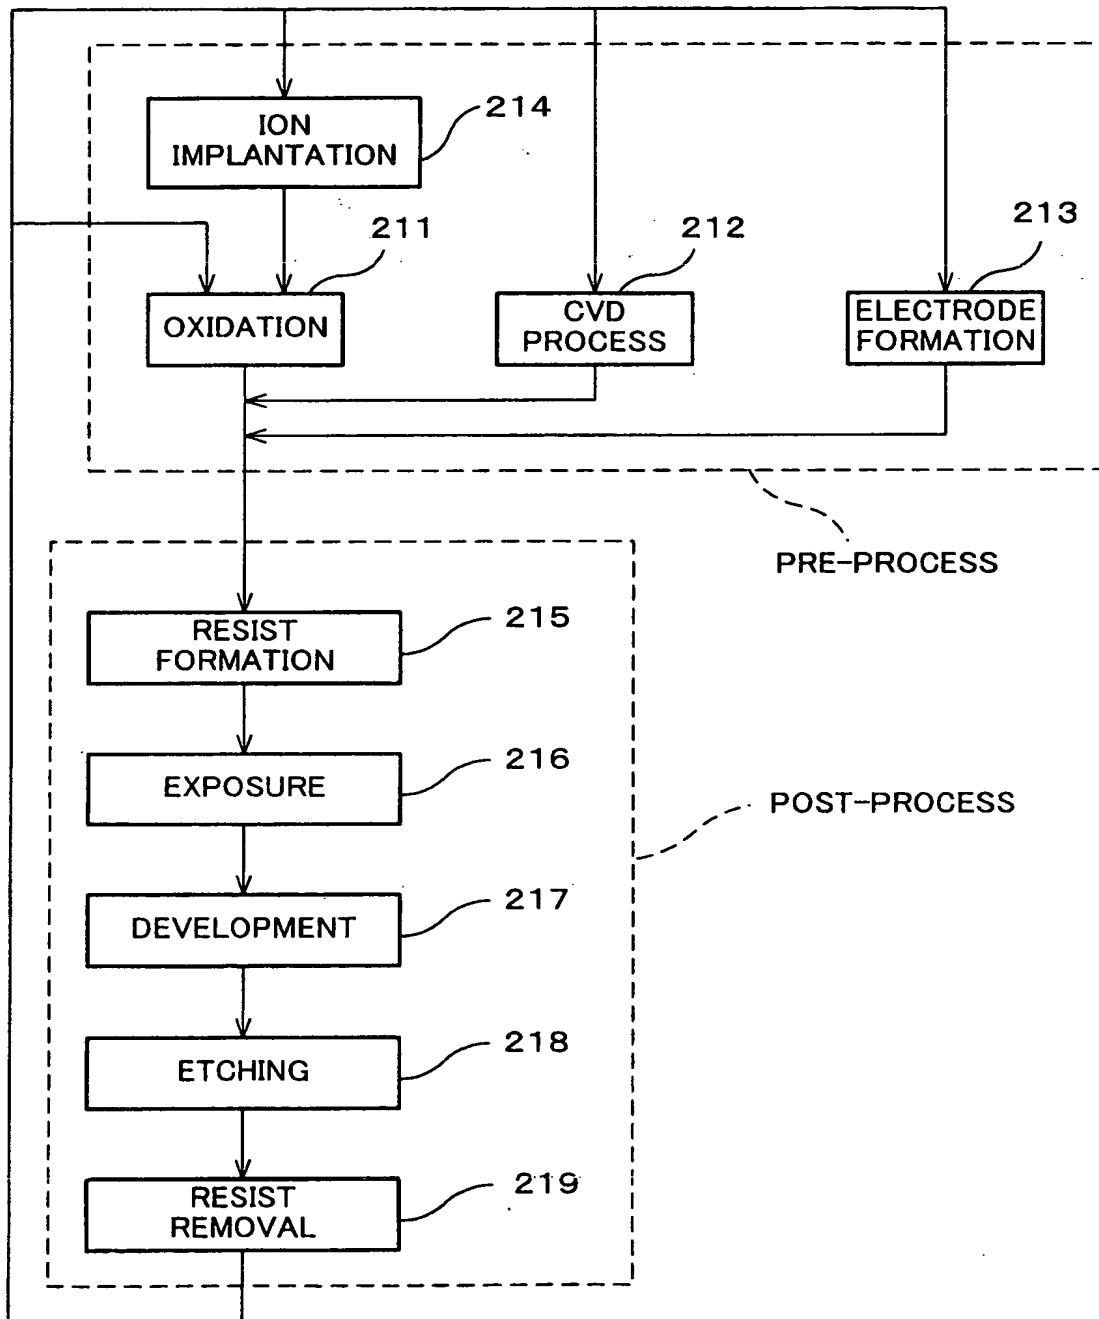 ION
IMPLANTATION
214
211
212
213
OXIDATION
CVD
PROCESS
ELECTRODE
FORMATION
PRE-PROCESS
RESIST
FORMATION
215
EXPOSURE
216
POST-PROCESS
DEVELOPMENT
217
ETCHING
218
RESIST
REMOVAL
219